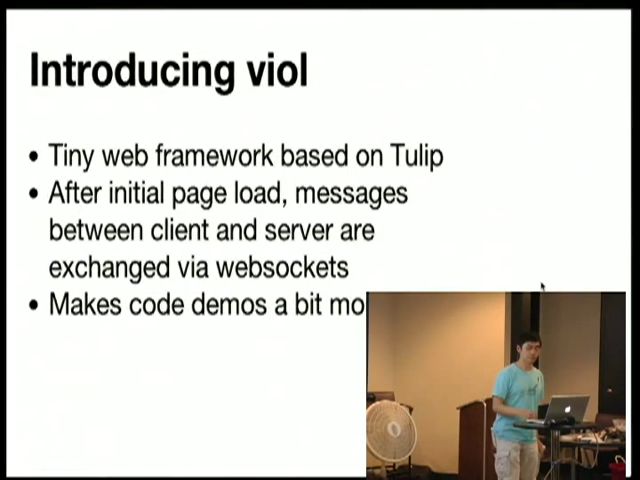 Introducing viol
• Tiny web framework based on Tulip
• After initial page load, messages
between client and server are
exchanged via websockets
• Makes code demos a bit